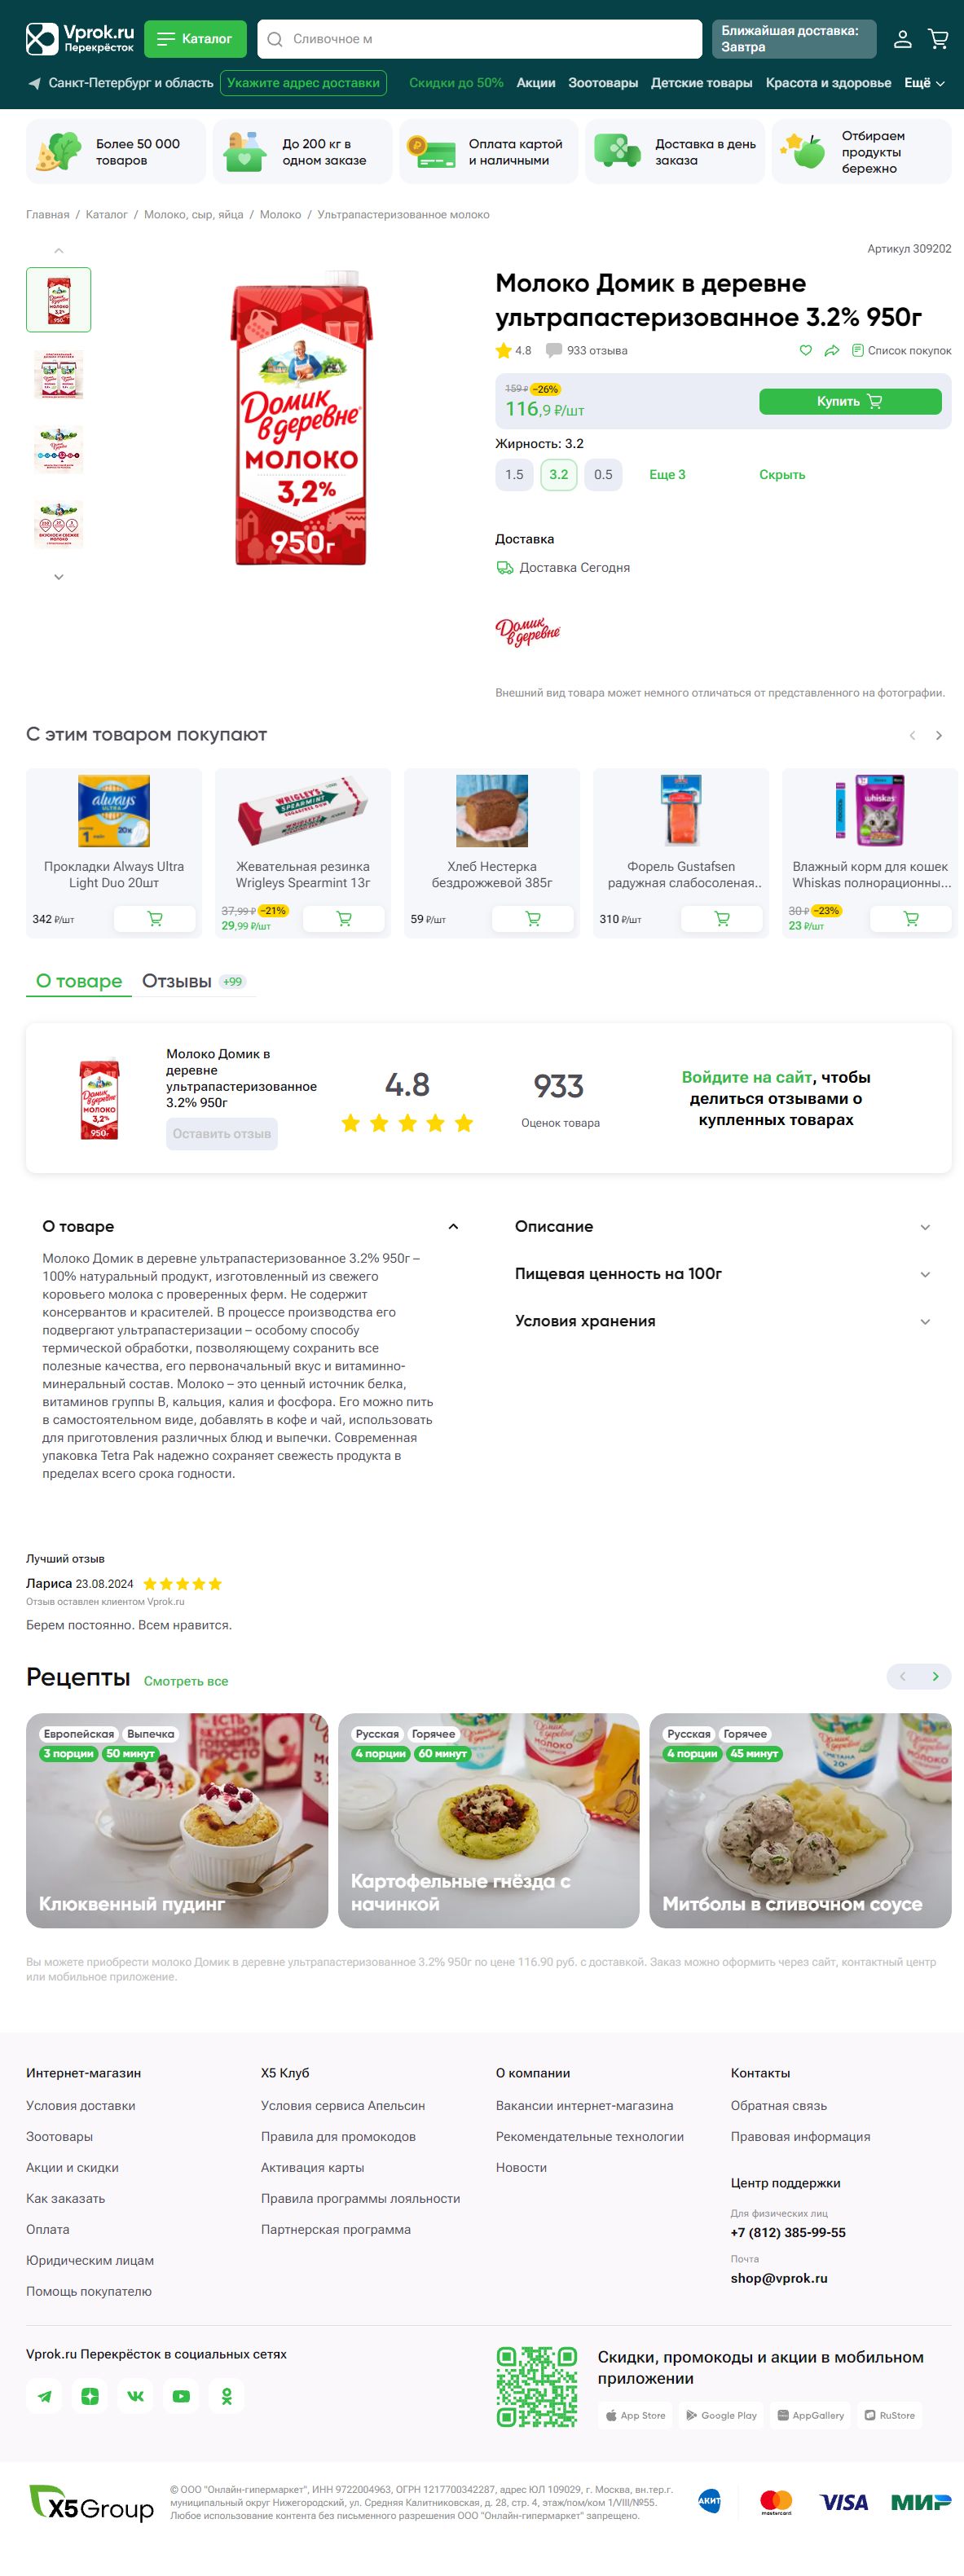 Vprok.ru
Перекрёсток
Каталог
Сливочное м
Ближайшая доставка:
Завтра
Санкт-Петербург и область
Укажите адрес доставки
Скидки до 50%
Акции
Зоотовары
Детские товары
Красота и здоровье
Ещё
Более 50 000
товаров
До 200 кг в
одном заказе
Оплата картой
и наличными
Доставка в день
заказа
Отбираем
продукты
бережно
Главная / Каталог / Молоко, сыр, яйца / Молоко / Ультрапастеризованное молоко
Артикул 309202
Домик
в деревне
МОЛОКО
3,2%
950г
Молоко Домик в деревне
ультрапастеризованное 3.2% 950г
4.8
933 отзыва
Список покупок
159 ₽ −26%
116,9 ₽/шт
Купить
Жирность: 3.2
1.5
3.2
0.5
Еще 3
Скрыть
Доставка
Доставка Сегодня
Домик
в деревне
Внешний вид товара может немного отличаться от представленного на фотографии.
С этим товаром покупают
always
ULTRA
1
20x
Прокладки Always Ultra
Light Duo 20шт
342 ₽/шт
WRIGLEY'S
SPEARMINT
Жевательная резинка
Wrigleys Spearmint 13г
37,99 ₽ −21%
29,99 ₽/шт
Хлеб Нестерка
бездрожжевой 385г
59 ₽/шт
Форель Gustafsen
радужная слабосоленая..
310 ₽/шт
whiskas
Влажный корм для кошек
Whiskas полнорационны...
30 ₽ −23%
23 ₽/шт
О товаре
Отзывы +99
Домик
в деревне
МОЛОКО
3,2%
950г
Молоко Домик в
деревне
ультрапастеризованное
3.2% 950г
Оставить отзыв
4.8
933
Оценок товара
Войдите на сайт, чтобы
делиться отзывами о
купленных товарах
О товаре
Молоко Домик в деревне ультрапастеризованное 3.2% 950г –
100% натуральный продукт, изготовленный из свежего
коровьего молока с проверенных ферм. Не содержит
консервантов и красителей. В процессе производства его
подвергают ультрапастеризации – особому способу
термической обработки, позволяющему сохранить все
полезные качества, его первоначальный вкус и витаминно-
минеральный состав. Молоко – это ценный источник белка,
витаминов группы B, кальция, калия и фосфора. Его можно пить
в самостоятельном виде, добавлять в кофе и чай, использовать
для приготовления различных блюд и выпечки. Современная
упаковка Tetra Pak надежно сохраняет свежесть продукта в
пределах всего срока годности.
Описание
Пищевая ценность на 100г
Условия хранения
Лучший отзыв
Лариса 23.08.2024
Отзыв оставлен клиентом Vprok.ru
Берем постоянно. Всем нравится.
Рецепты
Смотреть все
Европейская
Выпечка
3 порции
50 минут
Клюквенный пудинг
Русская
Горячее
4 порции
60 минут
Картофельные гнёзда с
начинкой
Русская
Горячее
4 порции
45 минут
Митболы в сливочном соусе
Вы можете приобрести молоко Домик в деревне ультрапастеризованное 3.2% 950г по цене 116.90 руб. с доставкой. Заказ можно оформить через сайт, контактный центр
или мобильное приложение.
Интернет-магазин
Условия доставки
Зоотовары
Акции и скидки
Как заказать
Оплата
Юридическим лицам
Помощь покупателю
X5 Клуб
Условия сервиса Апельсин
Правила для промокодов
Активация карты
Правила программы лояльности
Партнерская программа
О компании
Вакансии интернет-магазина
Рекомендательные технологии
Новости
Контакты
Обратная связь
Правовая информация
Центр поддержки
Для физических лиц
+7 (812) 385-99-55
Почта
shop@vprok.ru
Vprok.ru Перекрёсток в социальных сетях
Скидки, промокоды и акции в мобильном
приложении
App Store
Google Play
AppGallery
RuStore
X5Group
© ООО "Онлайн-гипермаркет", ИНН 9722004963, ОГРН 1217700342287, адрес ЮЛ 109029, г. Москва, вн.тер.г.
муниципальный округ Нижегородский, ул. Средняя Калитниковская, д. 28, стр. 4, этаж/пом/ком 1/VIII/№55.
Любое использование контента без письменного разрешения ООО "Онлайн-гипермаркет" запрещено.
АКИТ
mastercard
VISA
МИР